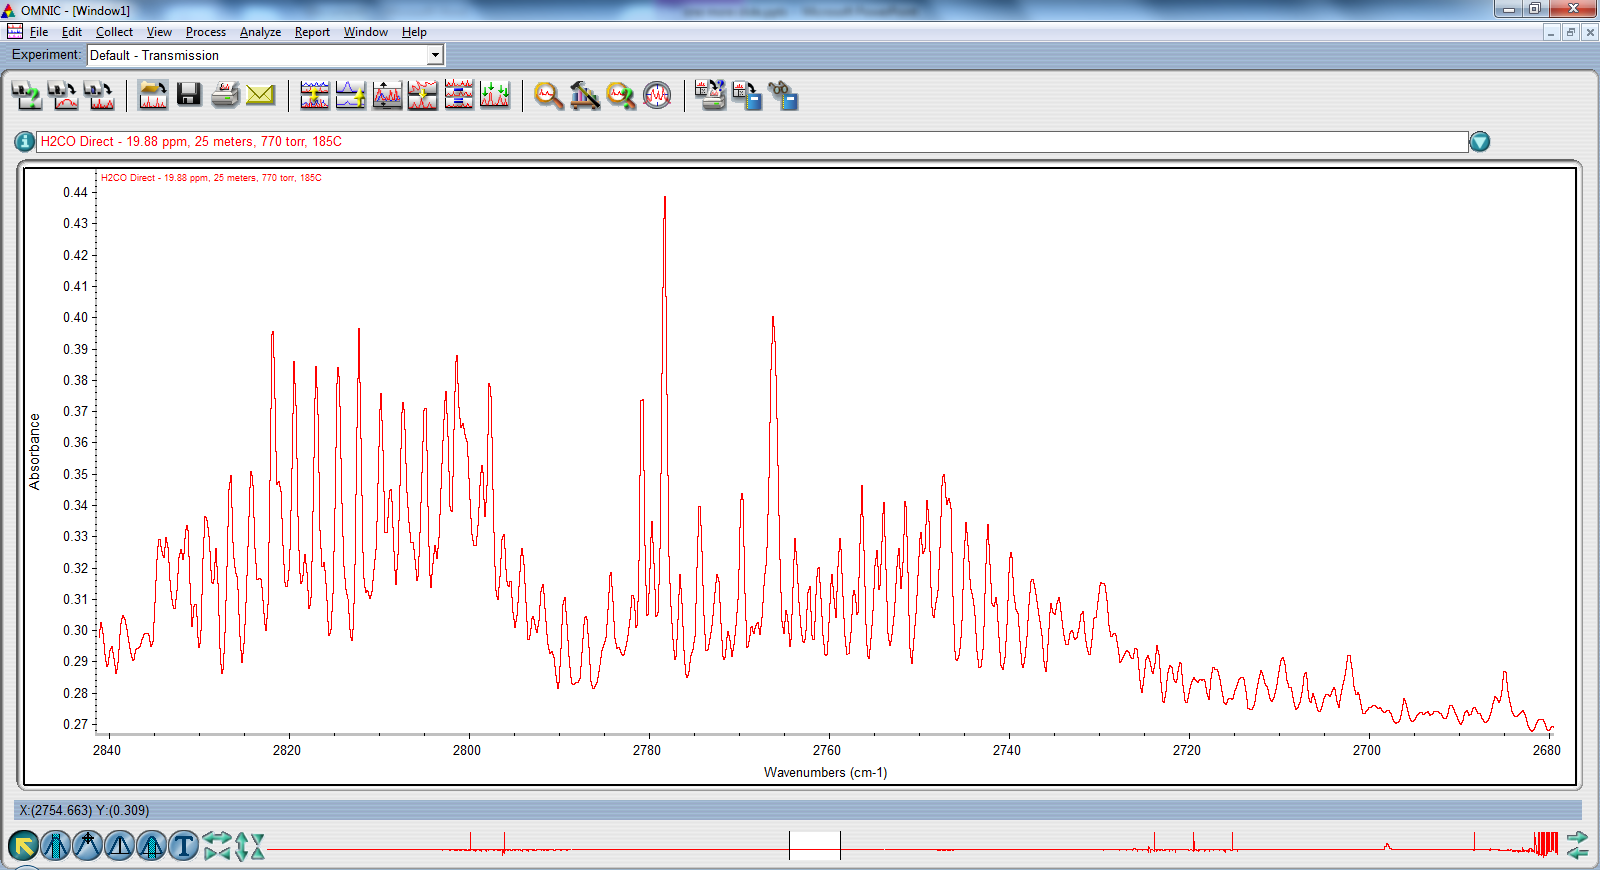 OMNIC - [Window1]
File Edit Collect View Process Analyze Report Window Help
Experiment: Default - Transmission
H2CO Direct - 19.88 ppm, 25 meters, 770 torr, 185C
H2CO Direct - 19.88 ppm, 25 meters, 770 torr, 185C
0.44
0.43
0.42
0.41
0.40
0.39
0.38
0.37
0.36
0.35
0.34
0.33
0.32
0.31
0.30
0.29
0.28
0.27
Absorbance
2840 2820 2800 2780 2760 2740 2720 2700 2680
Wavenumbers (cm-1)
X:(2754.663) Y:(0.309)
T